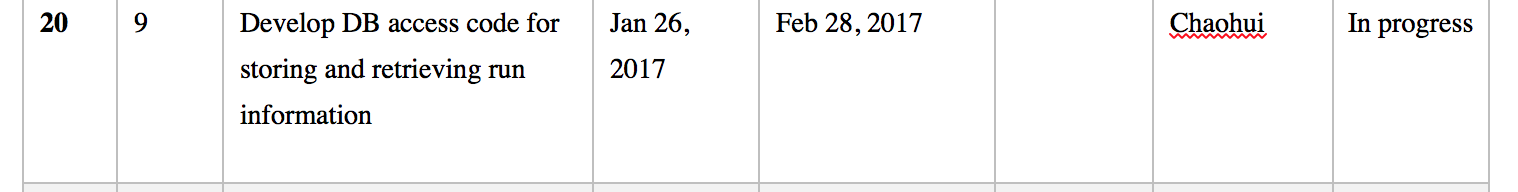 20 9 Develop DB access code for Jan 26, Feb 28, 2017 Chaohui In progress
storing and retrieving run 2017
information